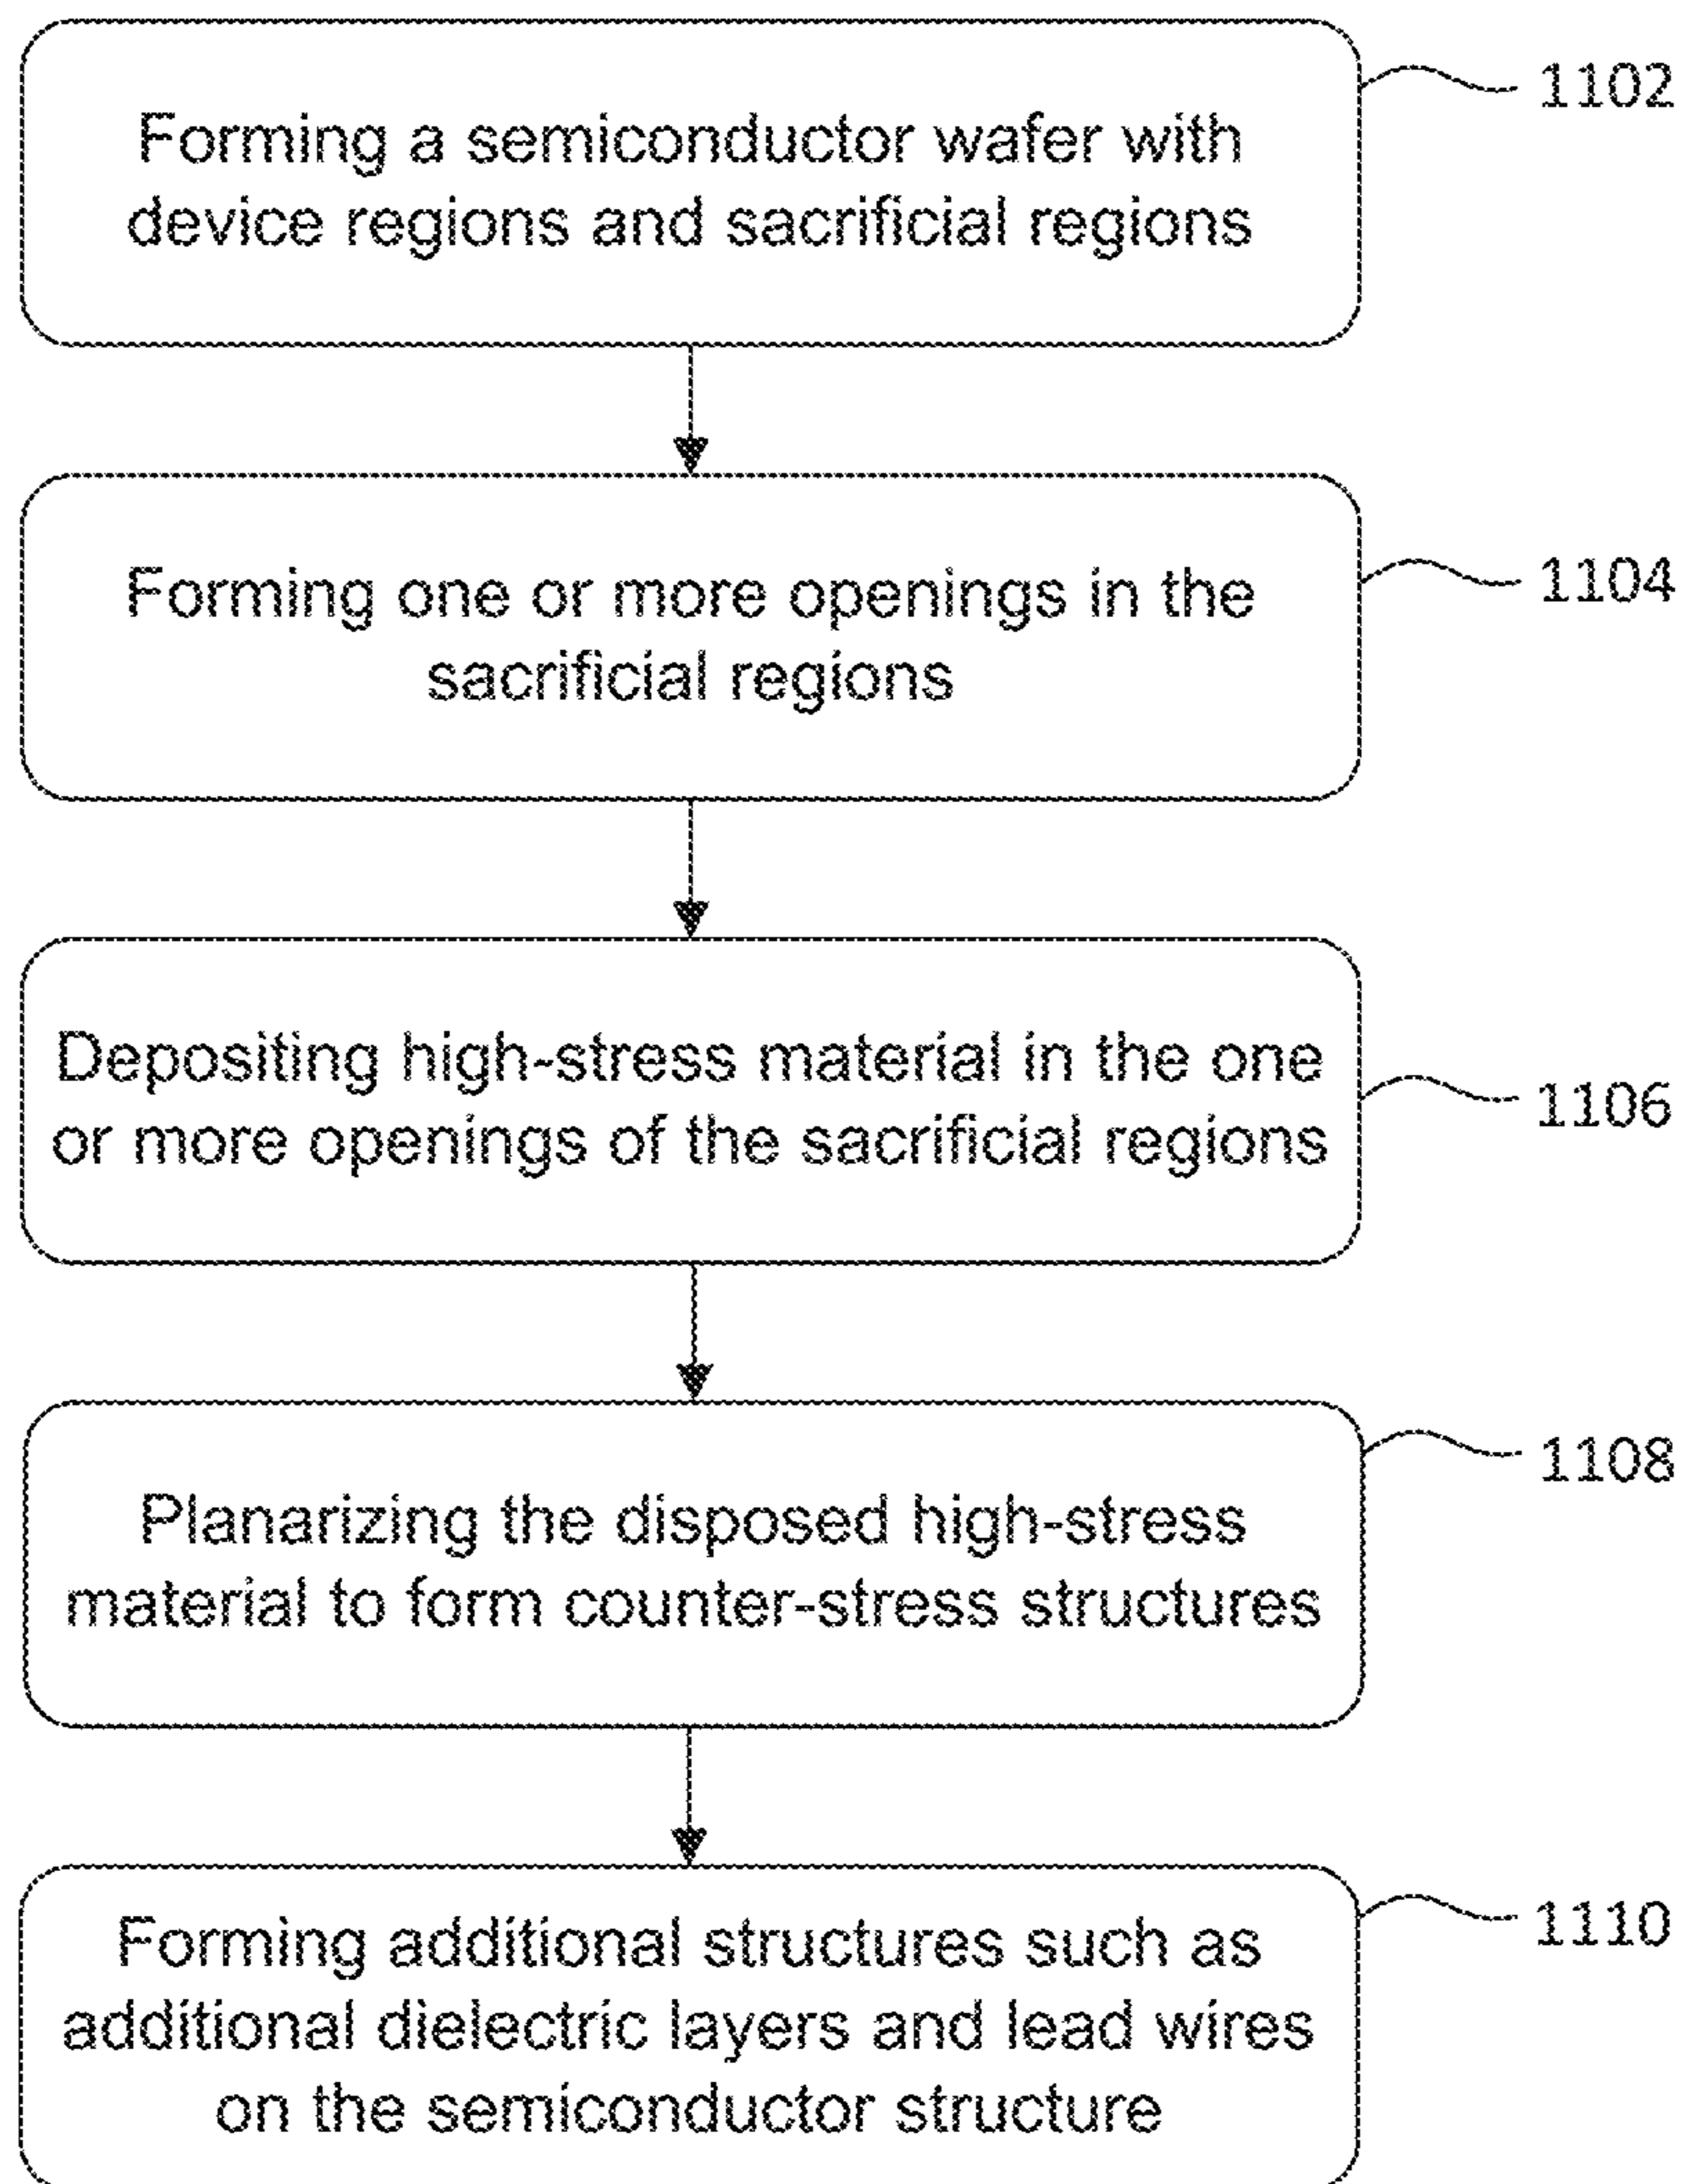 Forming a semiconductor wafer with
device regions and sacrificial regions
1102
Forming one or more openings in the
sacrificial regions
1104
Depositing high-stress material in the one
or more openings of the sacrificial regions
1106
Planarizing the disposed high-stress
material to form counter-stress structures
1108
Forming additional structures such as
additional dielectric layers and lead wires
on the semiconductor structure
1110